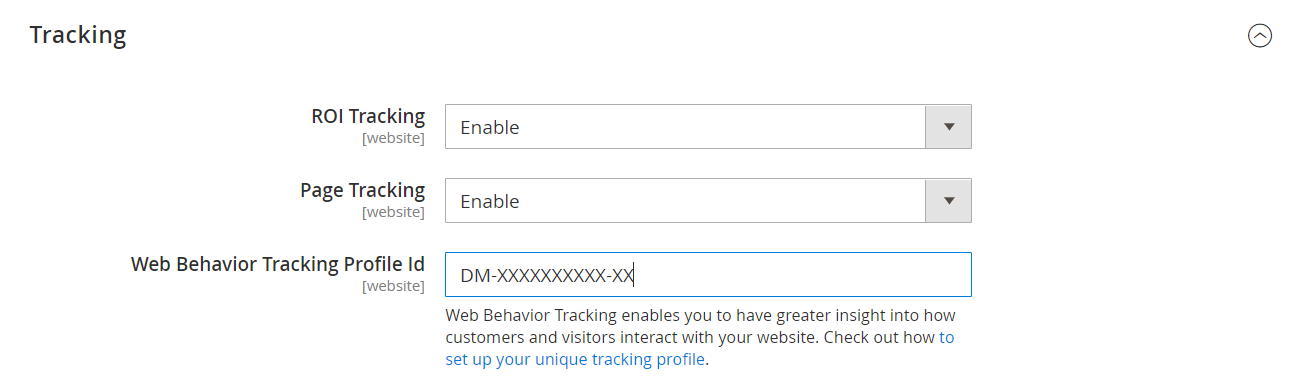 Tracking
ROI Tracking
[website]
Enable
Page Tracking
[website]
Enable
Web Behavior Tracking Profile Id
[website]
DM-XXXXXXXXXX-XX
Web Behavior Tracking enables you to have greater insight into how
customers and visitors interact with your website. Check out how to
set up your unique tracking profile.